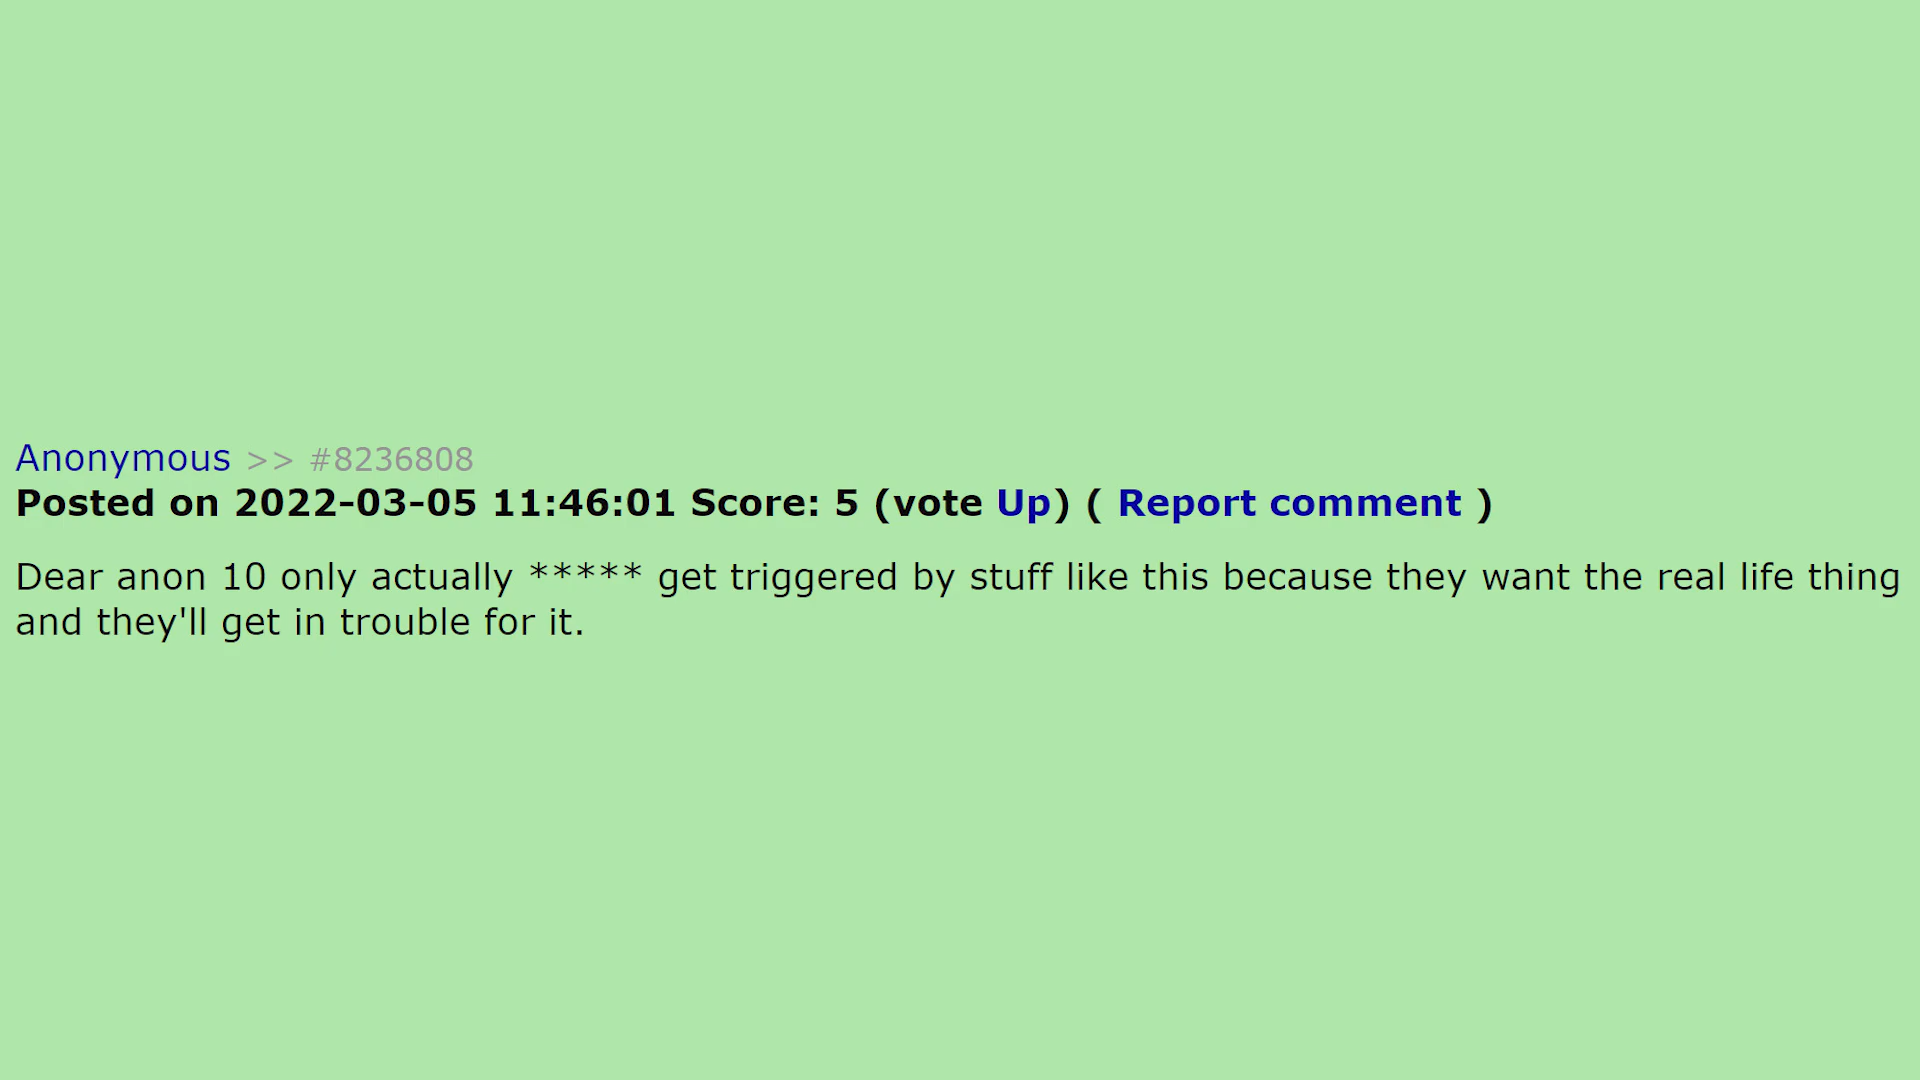 Anonymous >> #8236808
Posted on 2022-03-05 11:46:01 Score: 5 (vote Up) ( Report comment )
Dear anon 10 only actually ***** get triggered by stuff like this because they want the real life thing
and they'll get in trouble for it.